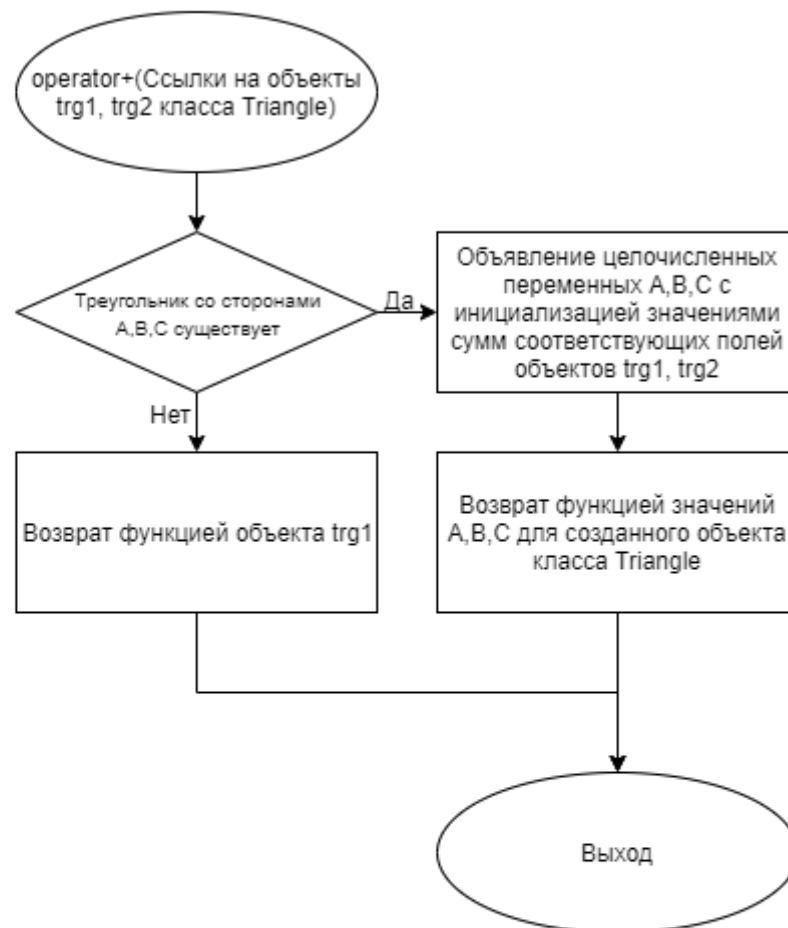 operator+(Ссылки на объекты
trg1, trg2 класса Triangle)
Треугольник со сторонами
A,B,C существует
Да
Объявление целочисленных
переменных A,B,C с
инициализацией значениями
сумм соответствующих полей
объектов trg1, trg2
Нет
Возврат функцией объекта trg1
Возврат функцией значений
A,B,C для созданного объекта
класса Triangle
Выход